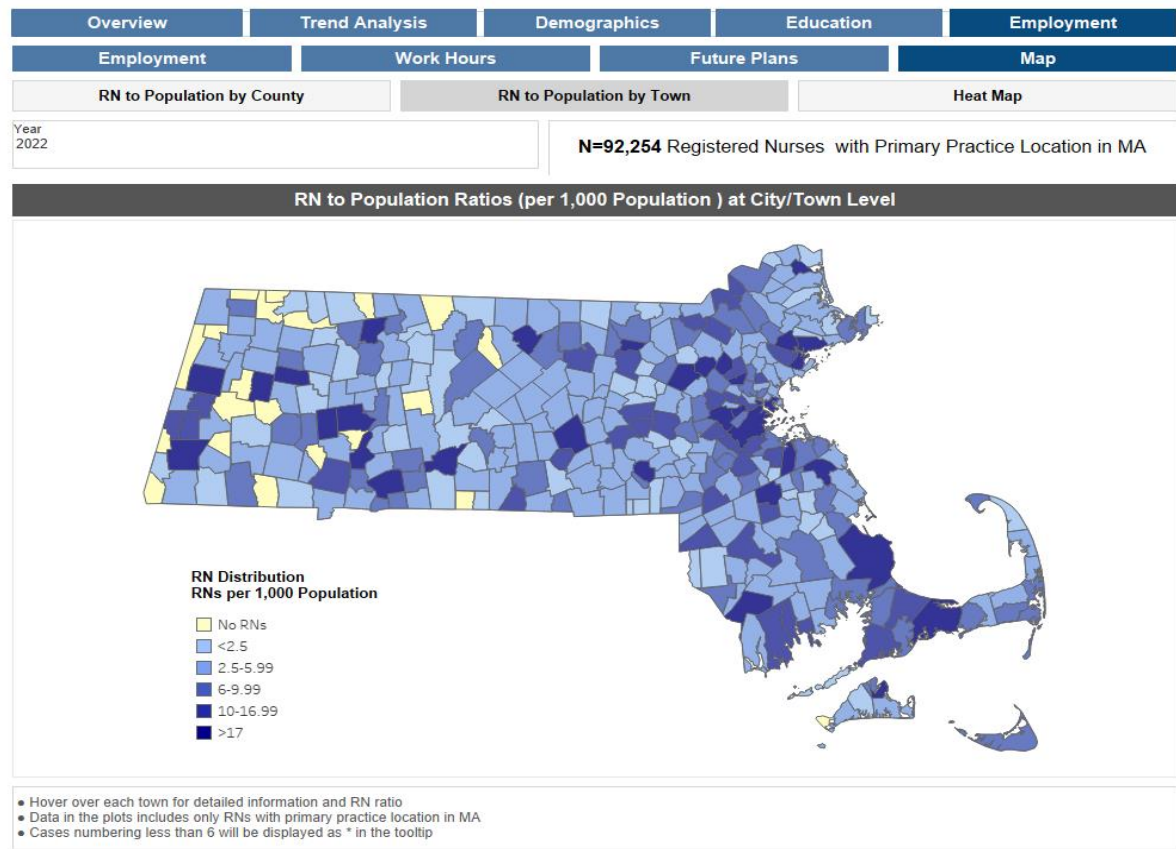 Overview Trend Analysis Demographics Education Employment
Employment Work Hours Future Plans Map
RN to Population by County RN to Population by Town Heat Map
Year
2022
N=92,254 Registered Nurses with Primary Practice Location in MA
RN to Population Ratios (per 1,000 Population ) at City/Town Level
RN Distribution
RNs per 1,000 Population
No RNs
<2.5
2.5-5.99
6-9.99
10-16.99
>17
● Hover over each town for detailed information and RN ratio
● Data in the plots includes only RNs with primary practice location in MA
● Cases numbering less than 6 will be displayed as * in the tooltip